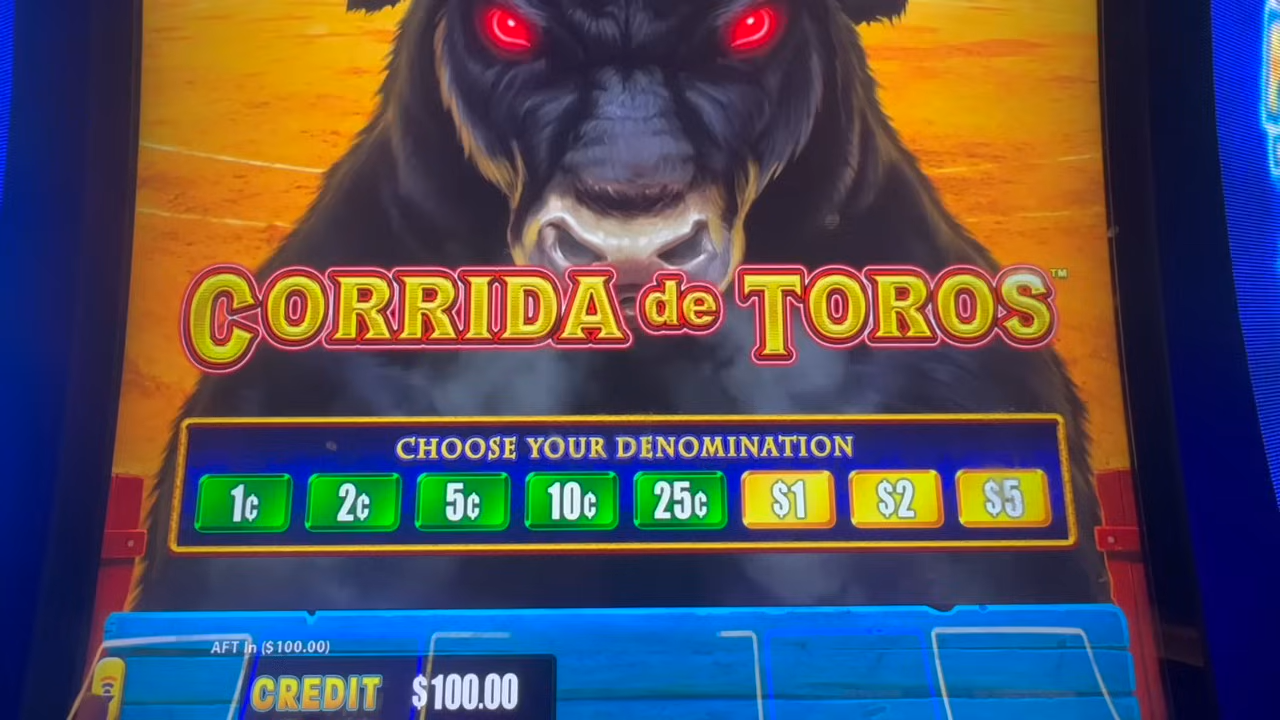 CORRIDA de TOROS™
CHOOSE YOUR DENOMINATION
1¢ 2¢ 5¢ 10¢ 25¢ $1 $2 $5
AFT In ($100.00)
CREDIT $100.00